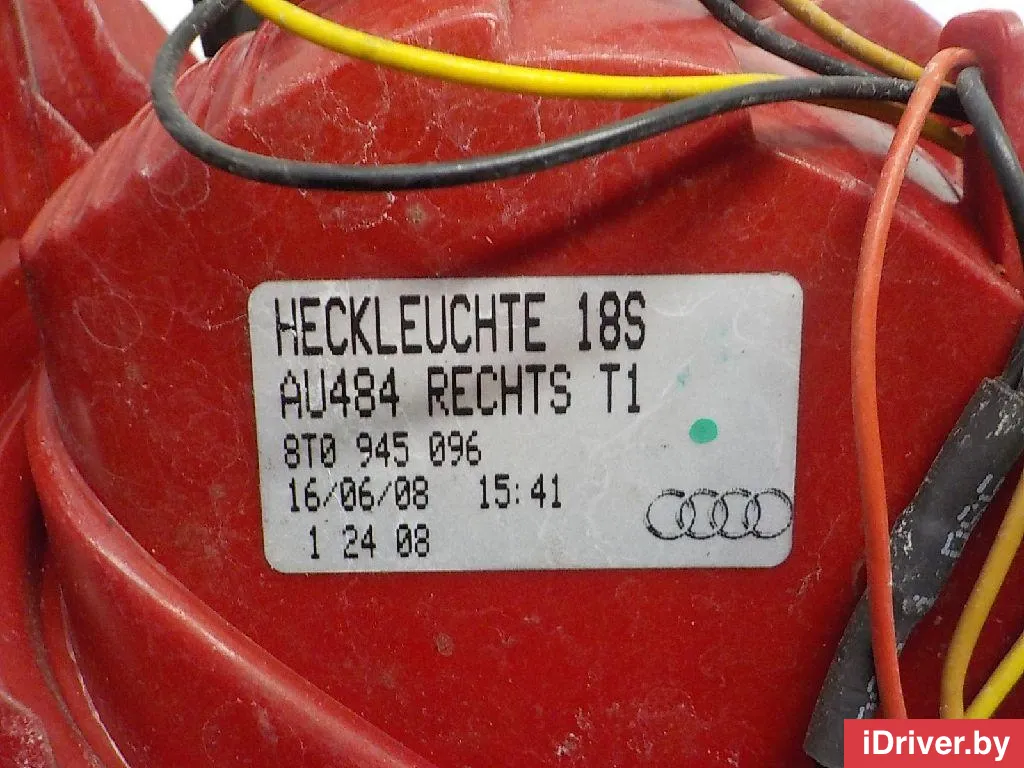 HECKLEUCHTE 18S
AU484 RECHTS T1
8T0 945 096
16/06/08 15:41
1 24 08
iDriver.by